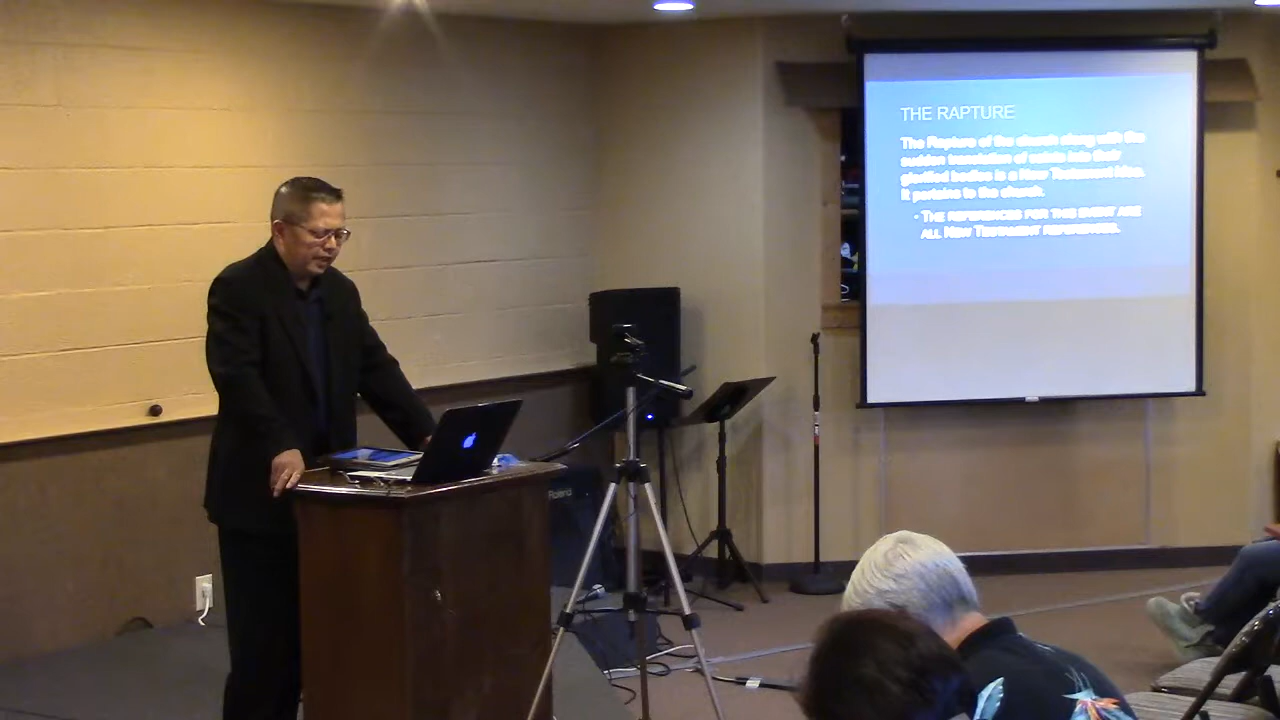 THE RAPTURE
The Rapture of the church along with the
sudden translation of saints into their
glorified bodies is a New Testament idea.
It pertains to the church.
• THE REFERENCES FOR THIS EVENT ARE
ALL NEW TESTAMENT REFERENCES.
Roland